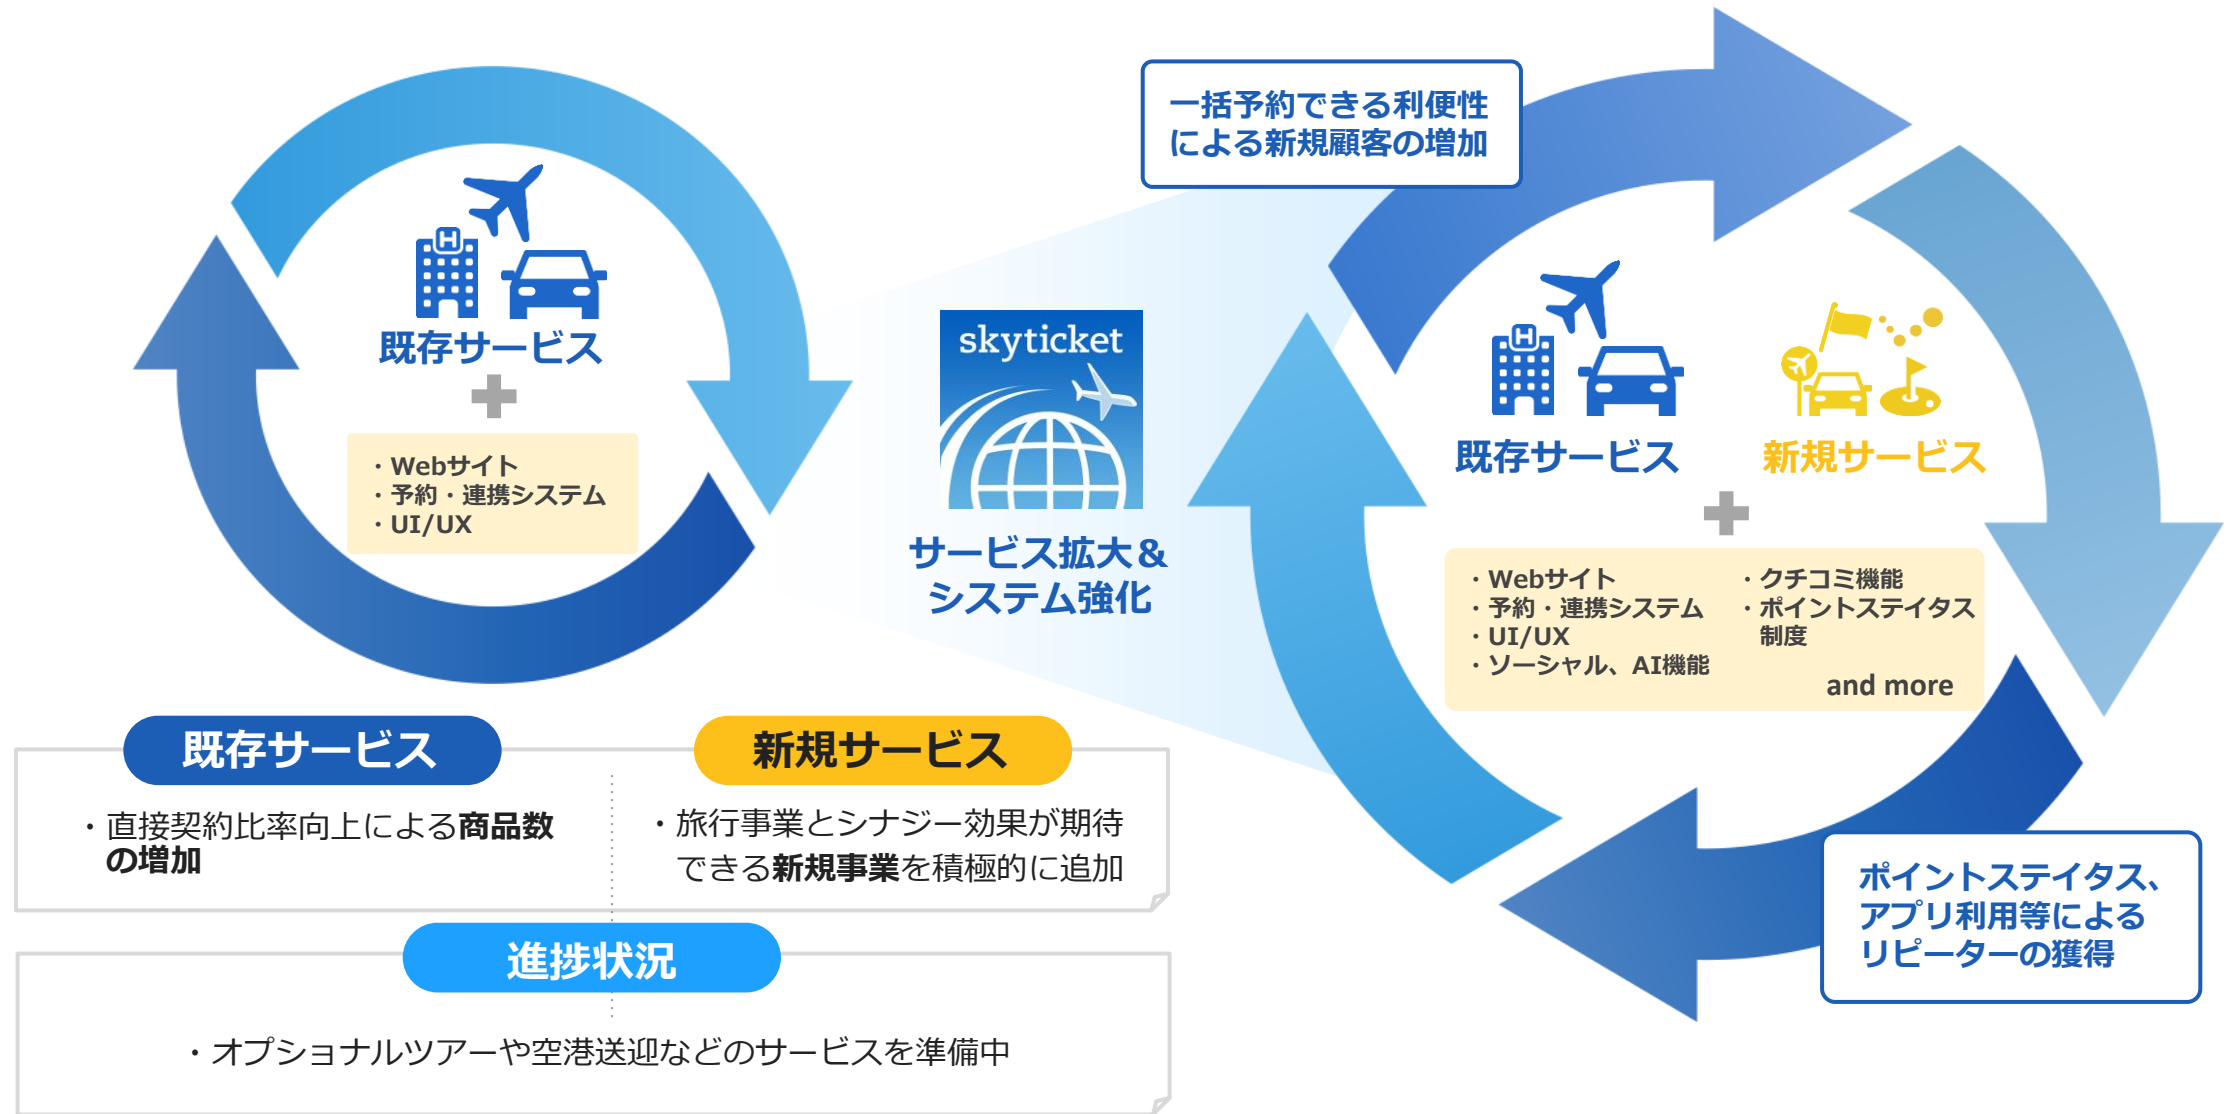 既存サービス
・Webサイト
・予約・連携システム
・UI/UX
skyticket
サービス拡大&
システム強化
一括予約できる利便性
による新規顧客の増加
既存サービス
新規サービス
・Webサイト
・予約・連携システム
・UI/UX
・ソーシャル、AI機能
・クチコミ機能
・ポイントステイタス
制度
and more
ポイントステイタス、
アプリ利用等による
リピーターの獲得
既存サービス
・直接契約比率向上による商品数
の増加
新規サービス
・旅行事業とシナジー効果が期待
できる新規事業を積極的に追加
進捗状況
・オプショナルツアーや空港送迎などのサービスを準備中